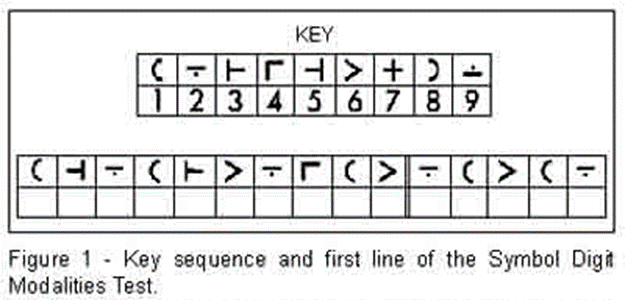 KEY
( ÷ ⊢ Γ ⊣ > + ) ∸
1 2 3 4 5 6 7 8 9
( ⊣ ÷ ( ⊢ > ÷ Γ ( > ÷ ( > ( ÷
Figure 1 - Key sequence and first line of the Symbol Digit
Modalities Test.